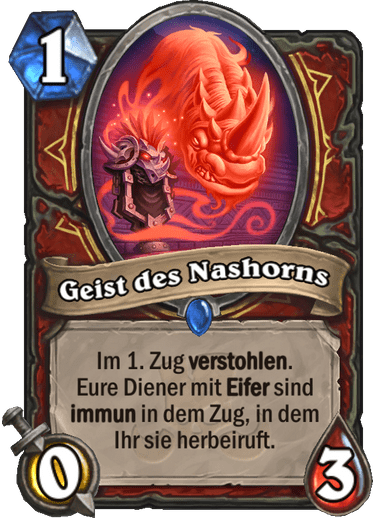 1
Geist des Nashorns
Im 1. Zug verstohlen.
Eure Diener mit Eifer sind
immun in dem Zug, in dem
Ihr sie herbeiruft.
0
3